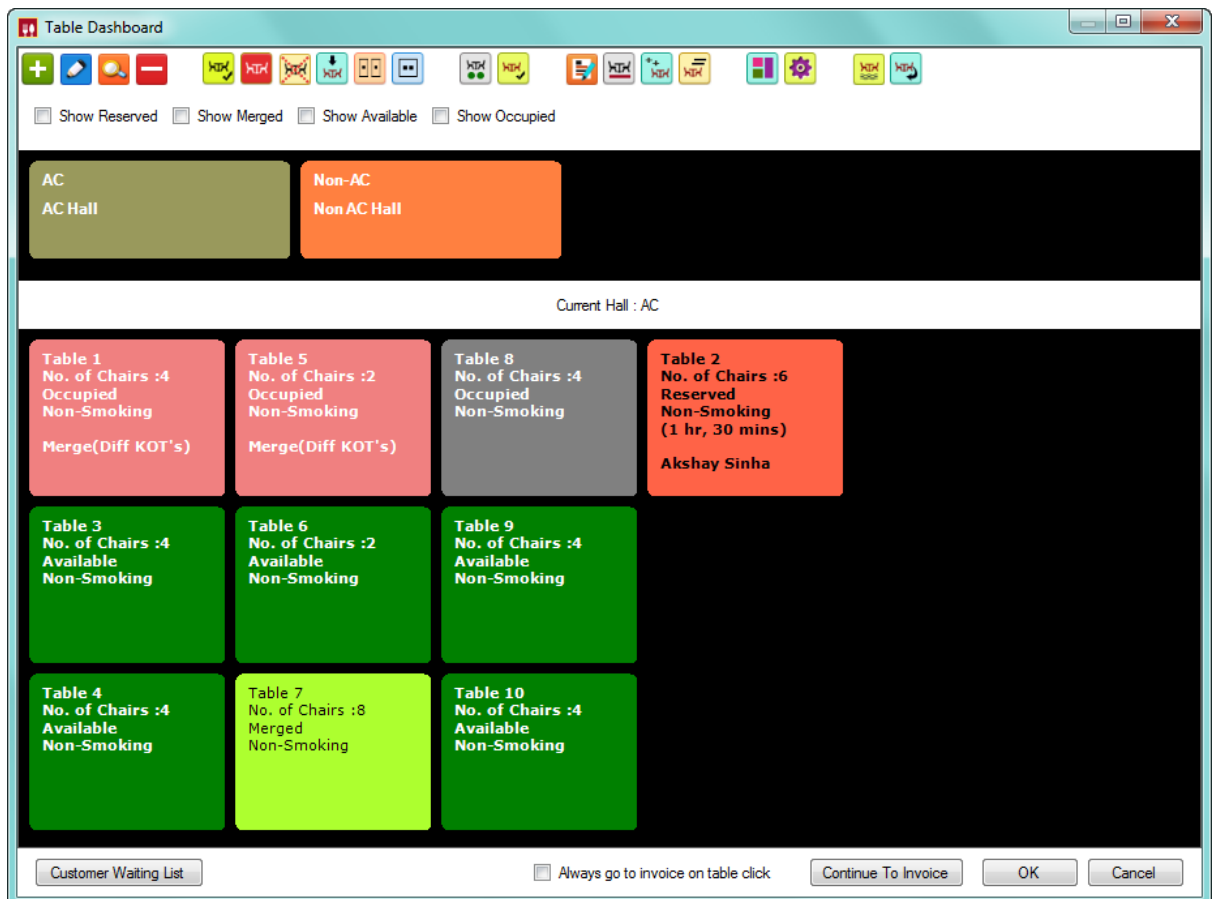 Table Dashboard
Show Reserved
Show Merged
Show Available
Show Occupied
AC
AC Hall
Non-AC
Non AC Hall
Current Hall : AC
Table 1
No. of Chairs :4
Occupied
Non-Smoking
Merge(Diff KOT's)
Table 5
No. of Chairs :2
Occupied
Non-Smoking
Merge(Diff KOT's)
Table 8
No. of Chairs :4
Occupied
Non-Smoking
Table 2
No. of Chairs :6
Reserved
Non-Smoking
(1 hr, 30 mins)
Akshay Sinha
Table 3
No. of Chairs :4
Available
Non-Smoking
Table 6
No. of Chairs :2
Available
Non-Smoking
Table 9
No. of Chairs :4
Available
Non-Smoking
Table 4
No. of Chairs :4
Available
Non-Smoking
Table 7
No. of Chairs :8
Merged
Non-Smoking
Table 10
No. of Chairs :4
Available
Non-Smoking
Customer Waiting List
Always go to invoice on table click
Continue To Invoice
OK
Cancel